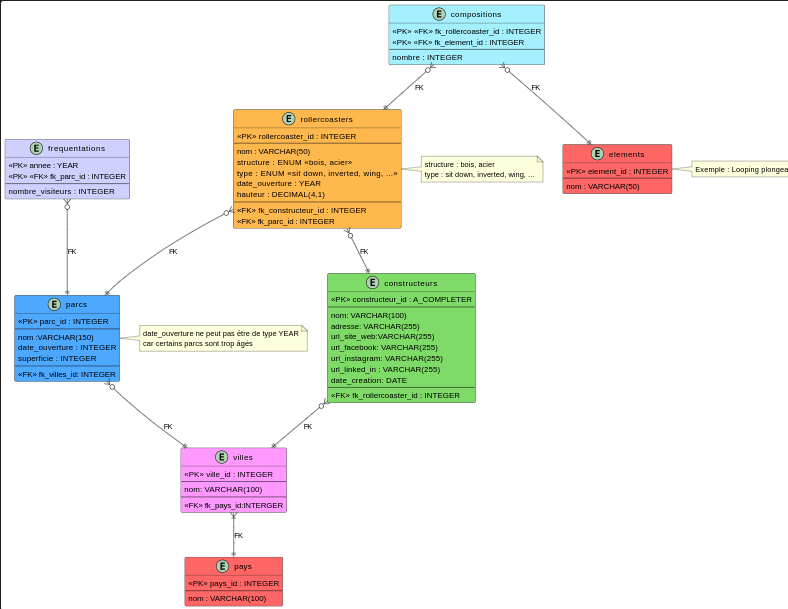 E compositions
«PK» «FK» fk_rollercoaster_id : INTEGER
«PK» «FK» fk_element_id : INTEGER
nombre : INTEGER
FK
FK
E rollercoasters
«PK» rollercoaster_id : INTEGER
nom : VARCHAR(50)
structure : ENUM «bois, acier»
type : ENUM «sit down, inverted, wing, ...»
date_ouverture : YEAR
hauteur : DECIMAL(4,1)
«FK» fk_constructeur_id : INTEGER
«FK» fk_parc_id : INTEGER
structure : bois, acier
type : sit down, inverted, wing, ...
E elements
«PK» element_id : INTEGER
nom : VARCHAR(50)
Exemple : Looping plongea
E frequentations
«PK» annee : YEAR
«PK» «FK» fk_parc_id : INTEGER
nombre_visiteurs : INTEGER
FK
FK
FK
E parcs
«PK» parc_id : INTEGER
nom :VARCHAR(150)
date_ouverture : INTEGER
superficie : INTEGER
«FK» fk_villes_id: INTEGER
date_ouverture ne peut pas être de type YEAR
car certains parcs sont trop âgés
E constructeurs
«PK» constructeur_id : A_COMPLETER
nom: VARCHAR(100)
adresse: VARCHAR(255)
url_site_web:VARCHAR(255)
url_facebook: VARCHAR(255)
url_instagram: VARCHAR(255)
url_linked_in : VARCHAR(255)
date_creation: DATE
«FK» fk_rollercoaster_id : INTEGER
FK
FK
E villes
«PK» ville_id : INTEGER
nom: VARCHAR(100)
«FK» fk_pays_id:INTERGER
FK
E pays
«PK» pays_id : INTEGER
nom : VARCHAR(100)